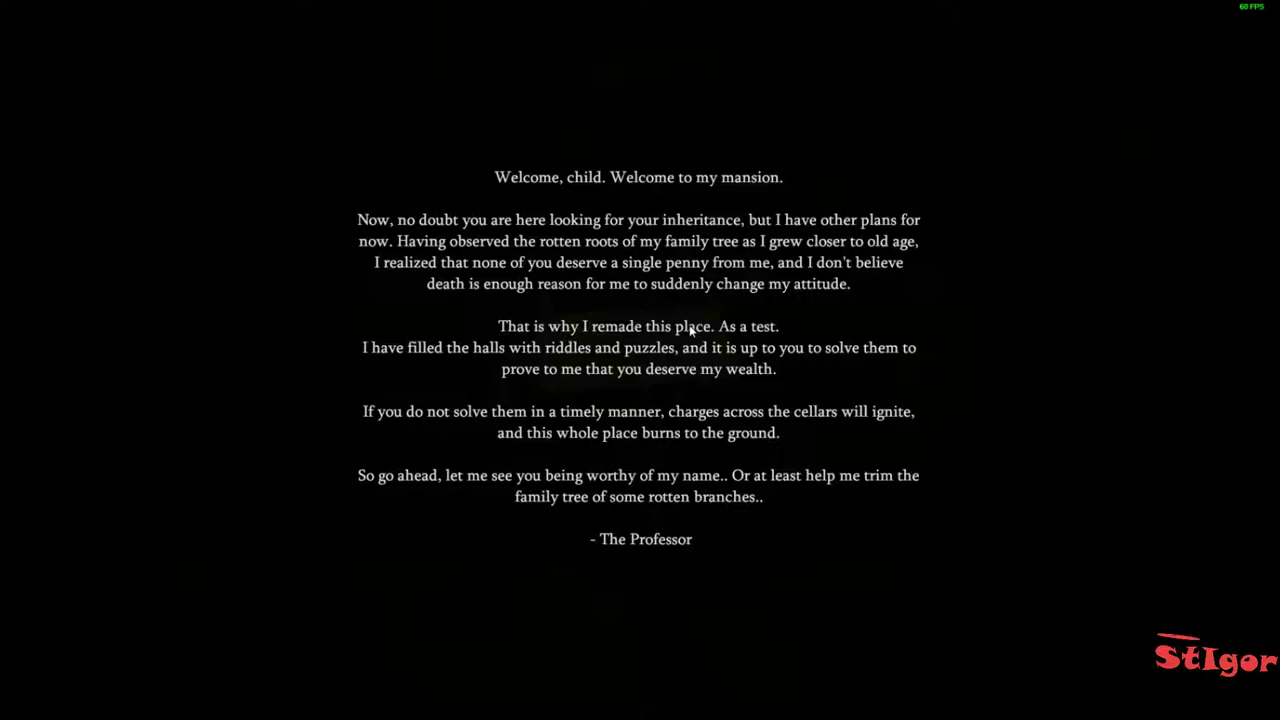 60 FPS
Welcome, child. Welcome to my mansion.
Now, no doubt you are here looking for your inheritance, but I have other plans for
now. Having observed the rotten roots of my family tree as I grew closer to old age,
I realized that none of you deserve a single penny from me, and I don't believe
death is enough reason for me to suddenly change my attitude.
That is why I remade this place. As a test.
I have filled the halls with riddles and puzzles, and it is up to you to solve them to
prove to me that you deserve my wealth.
If you do not solve them in a timely manner, charges across the cellars will ignite,
and this whole place burns to the ground.
So go ahead, let me see you being worthy of my name.. Or at least help me trim the
family tree of some rotten branches..
- The Professor
StIgor